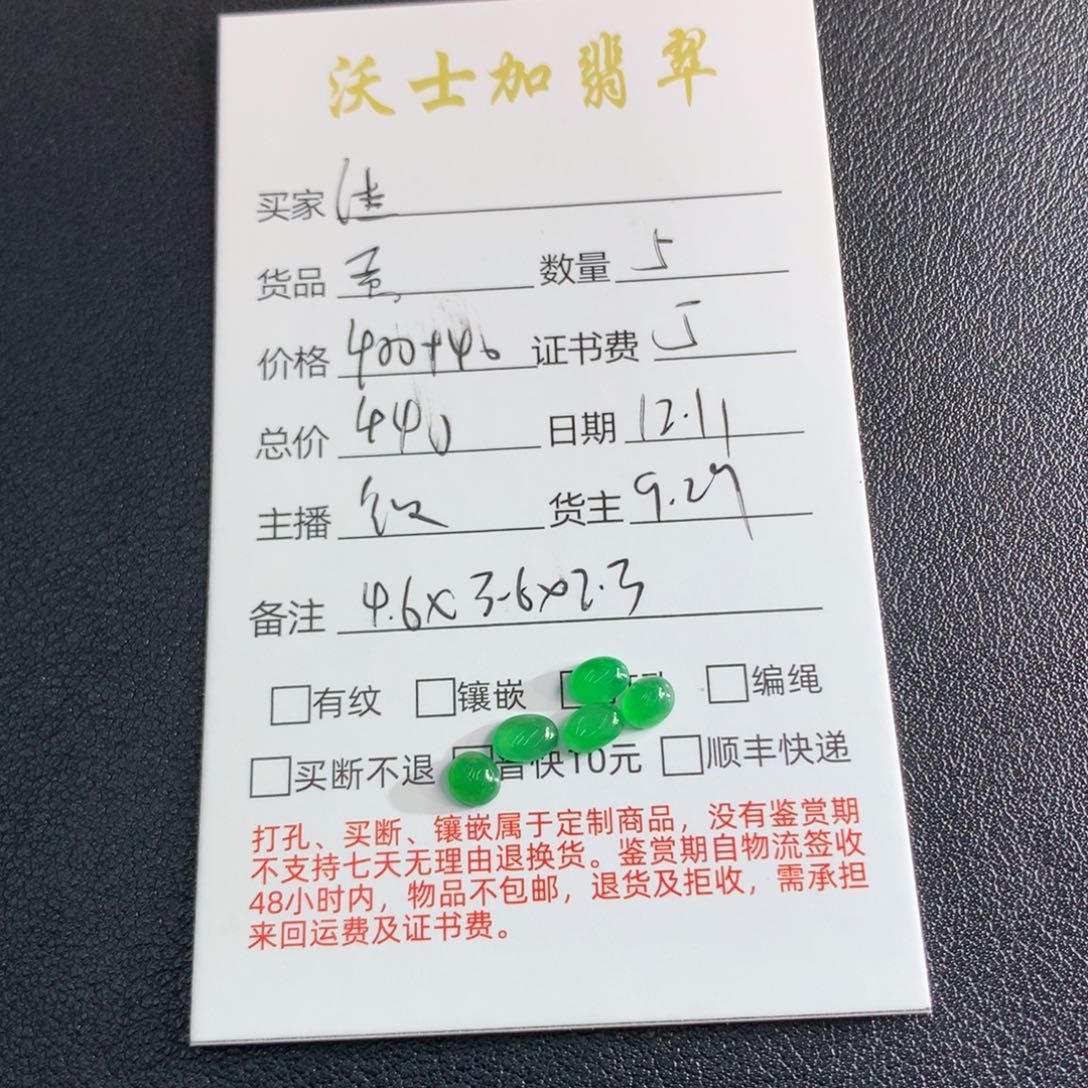 沃士加翡翠
买家
货品 蛋 数量 5
价格 400+40 证书费
总价 440 日期 12.11
主播 红 货主 9.27
备注 4.6×3.6×2.3
□有纹 □镶嵌 □编绳
□买断不退 普快10元 □顺丰快递
打孔、买断、镶嵌属于定制商品，没有鉴赏期
不支持七天无理由退换货。鉴赏期自物流签收
48小时内，物品不包邮，退货及拒收，需承担
来回运费及证书费。